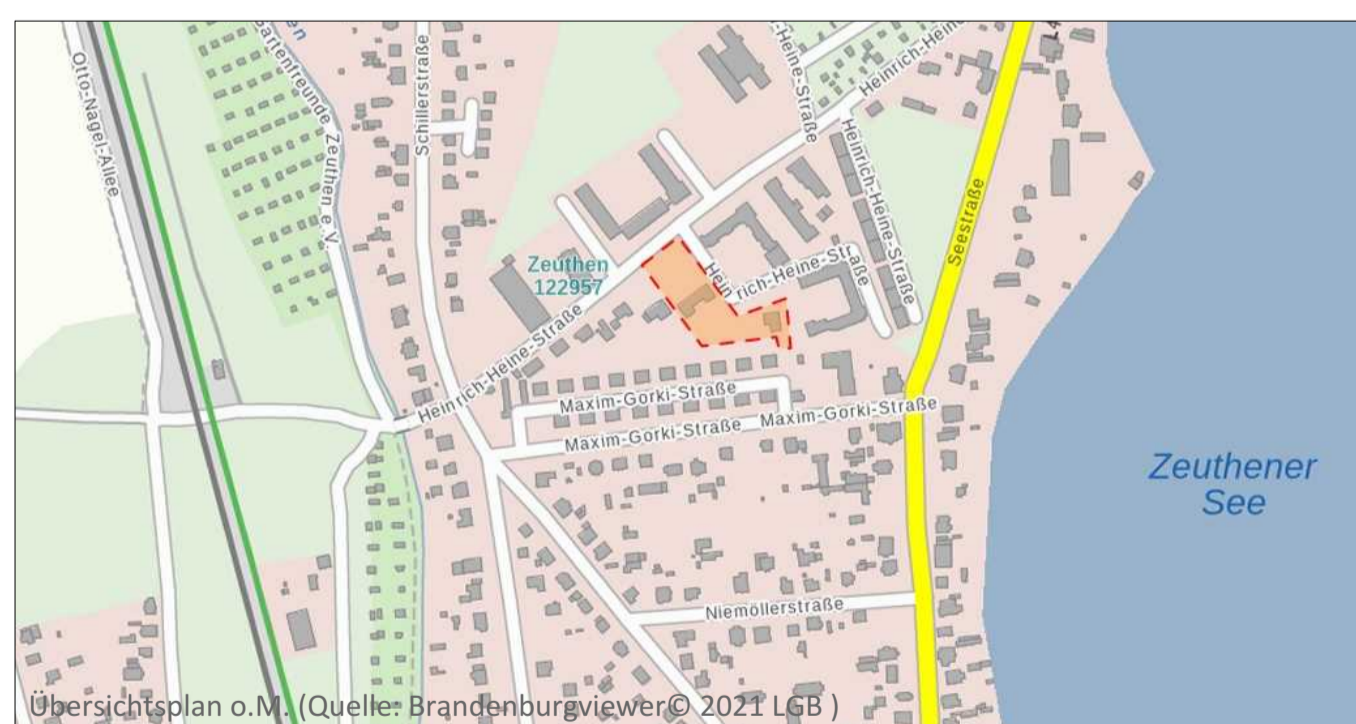 Otto-Nagel-Allee
Gartenfreunde Zeuthen e.V.
Schillerstraße
-Heine-Straße
Heinrich-Heine
Heinrich-Heine-Straße
Seestraße
L4
Zeuthen
122957
Heinrich-Heine-Straße
Heinrich-Heine-Straße
Maxim-Gorki-Straße
Maxim-Gorki-Straße
Maxim-Gorki-Straße
Zeuthener
See
Niemöllerstraße
Übersichtsplan o.M. (Quelle: Brandenburgviewer© 2021 LGB )